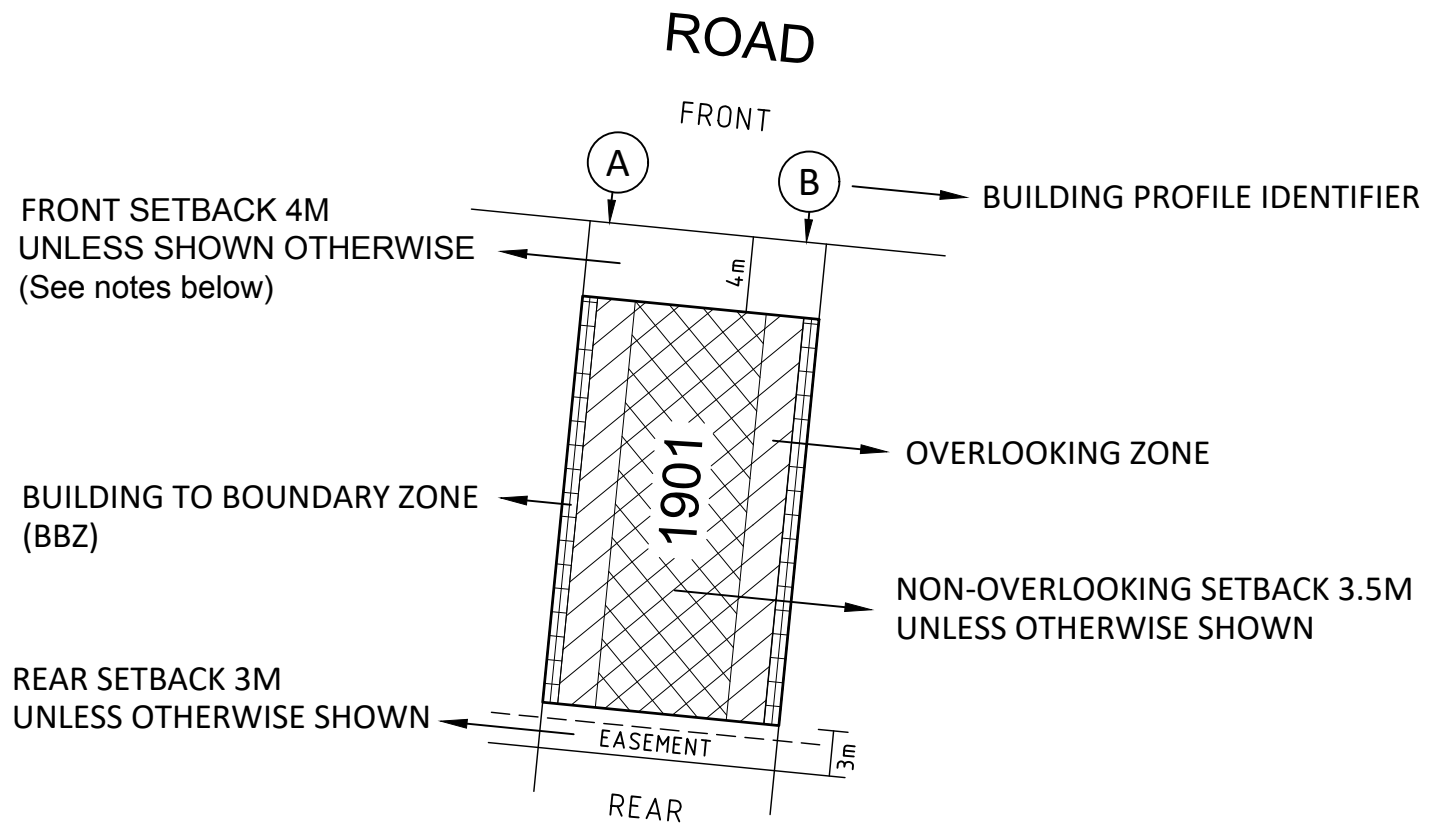 ROAD
FRONT
A
B
BUILDING PROFILE IDENTIFIER
FRONT SETBACK 4M
UNLESS SHOWN OTHERWISE
(See notes below)
4m
1901
OVERLOOKING ZONE
BUILDING TO BOUNDARY ZONE
(BBZ)
NON-OVERLOOKING SETBACK 3.5M
UNLESS OTHERWISE SHOWN
REAR SETBACK 3M
UNLESS OTHERWISE SHOWN
EASEMENT
3m
REAR